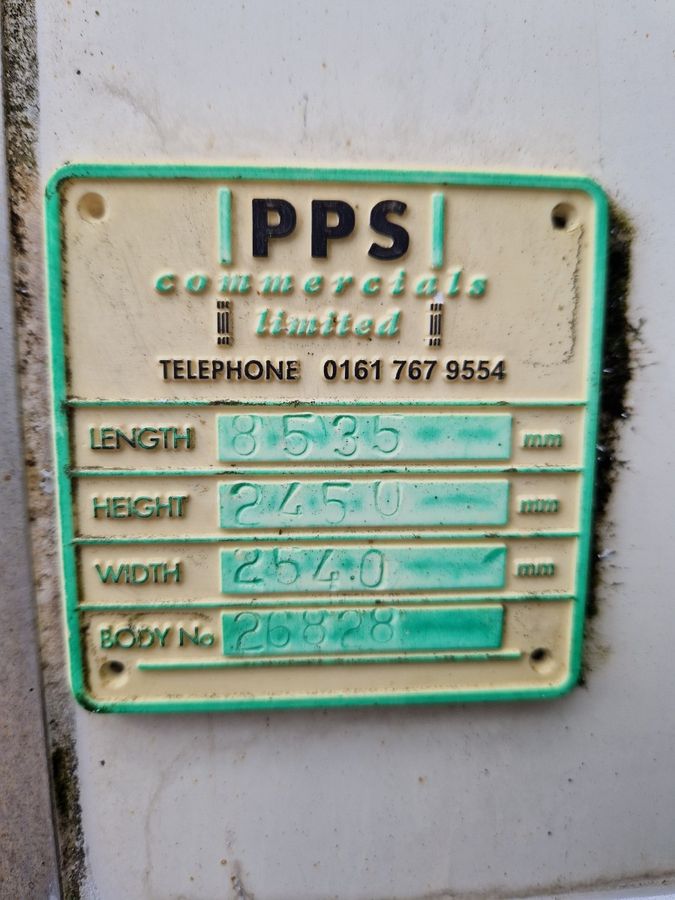 PPS
commercials
limited
TELEPHONE 0161 767 9554
LENGTH 8535 mm
HEIGHT 2450 mm
WIDTH 2540 mm
BODY No 26828